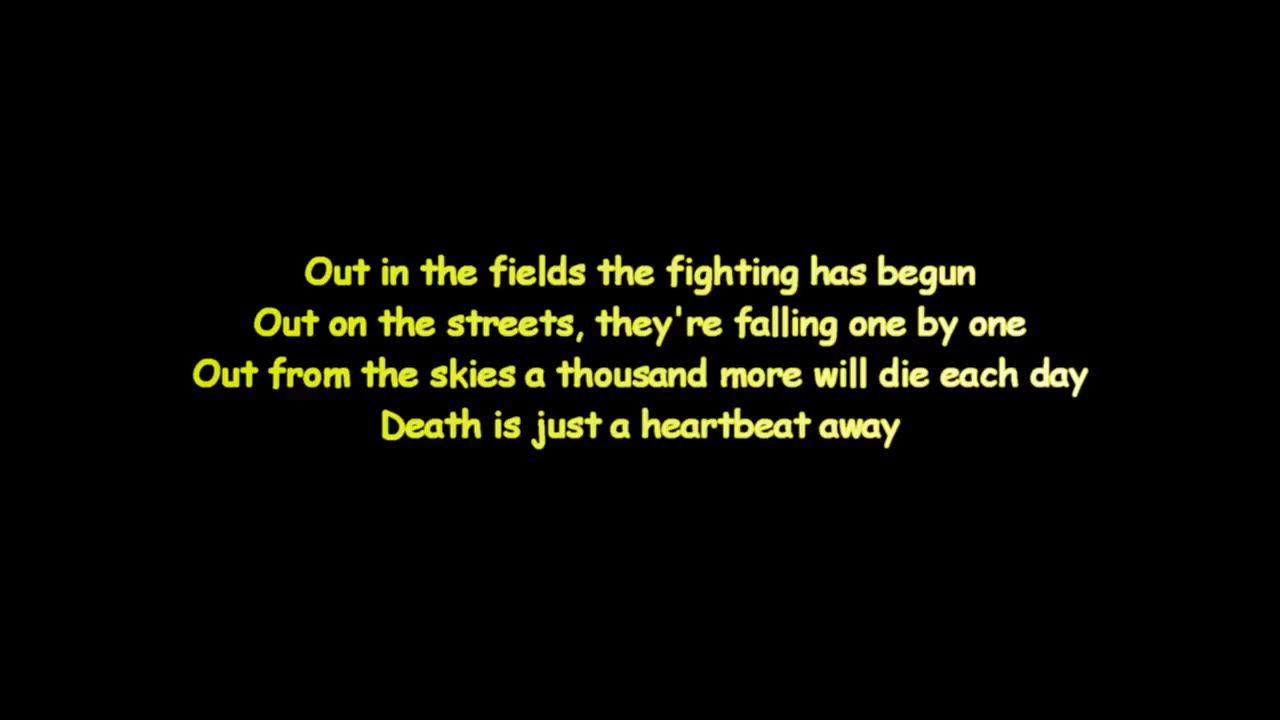 Out in the fields the fighting has begun
Out on the streets, they're falling one by one
Out from the skies a thousand more will die each day
Death is just a heartbeat away